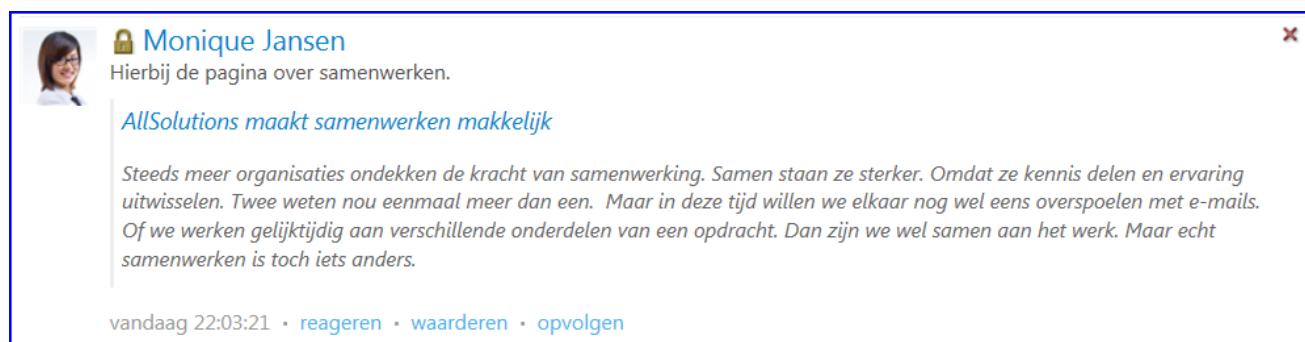 Monique Jansen
Hierbij de pagina over samenwerken.
AllSolutions maakt samenwerken makkelijk
Steeds meer organisaties ondekken de kracht van samenwerking. Samen staan ze sterker. Omdat ze kennis delen en ervaring
uitwisselen. Twee weten nou eenmaal meer dan een.  Maar in deze tijd willen we elkaar nog wel eens overspoelen met e-mails.
Of we werken gelijktijdig aan verschillende onderdelen van een opdracht. Dan zijn we wel samen aan het werk. Maar echt
samenwerken is toch iets anders.
vandaag 22:03:21 · reageren · waarderen · opvolgen